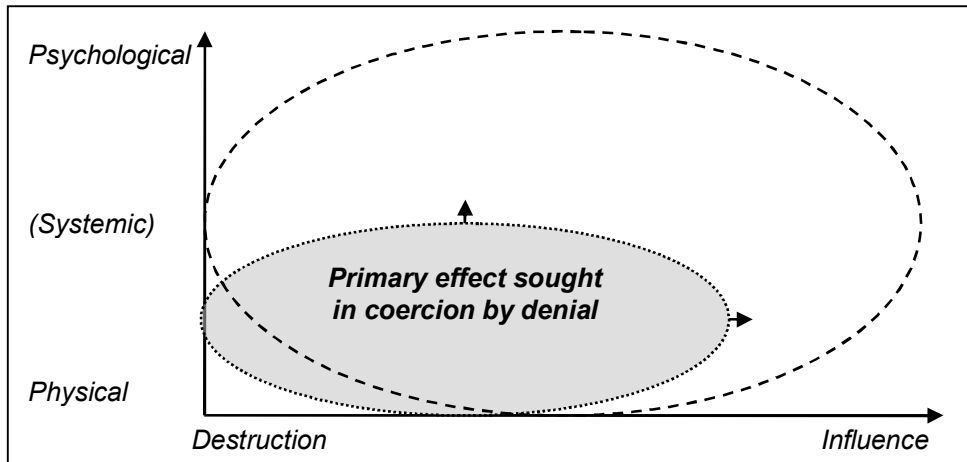 Psychological
(Systemic)
Primary effect sought
in coercion by denial
Physical
Destruction
Influence